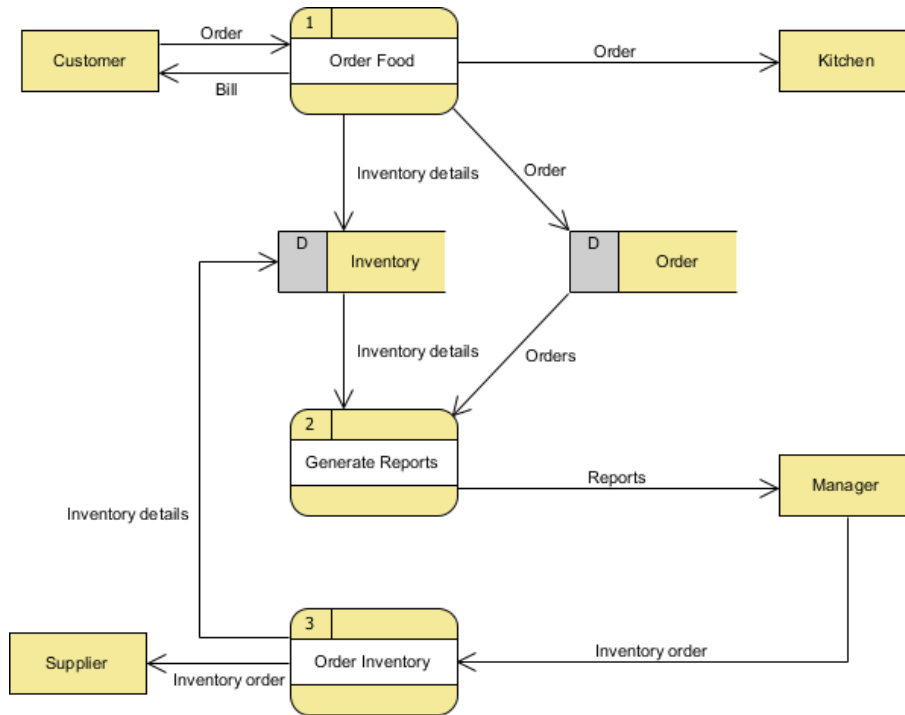 1
Order
Customer
Order Food
Order
Kitchen
Bill
Inventory details
Order
D
Inventory
D
Order
Inventory details
Orders
2
Generate Reports
Reports
Manager
Inventory details
3
Supplier
Order Inventory
Inventory order
Inventory order